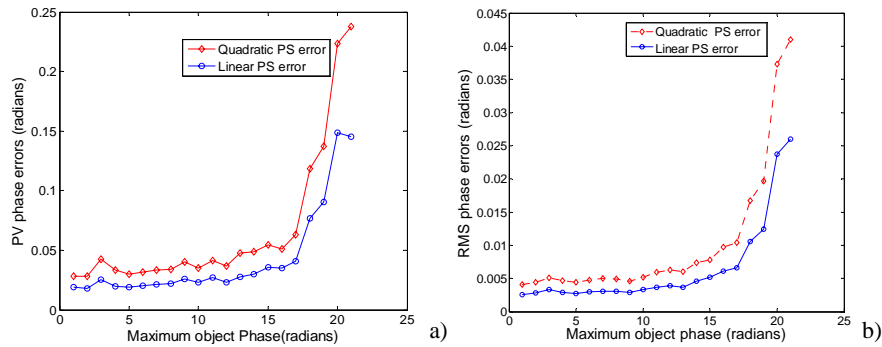 0.25
0.2
0.15
0.1
0.05
0
0 5 10 15 20 25
PV phase errors (radians)
Maximum object Phase(radians)
Quadratic PS error
Linear PS error
a)
0.045
0.04
0.035
0.03
0.025
0.02
0.015
0.01
0.005
0
0 5 10 15 20 25
RMS phase errors (radians)
Maximum object phase (radians)
Quadratic PS error
Linear PS error
b)